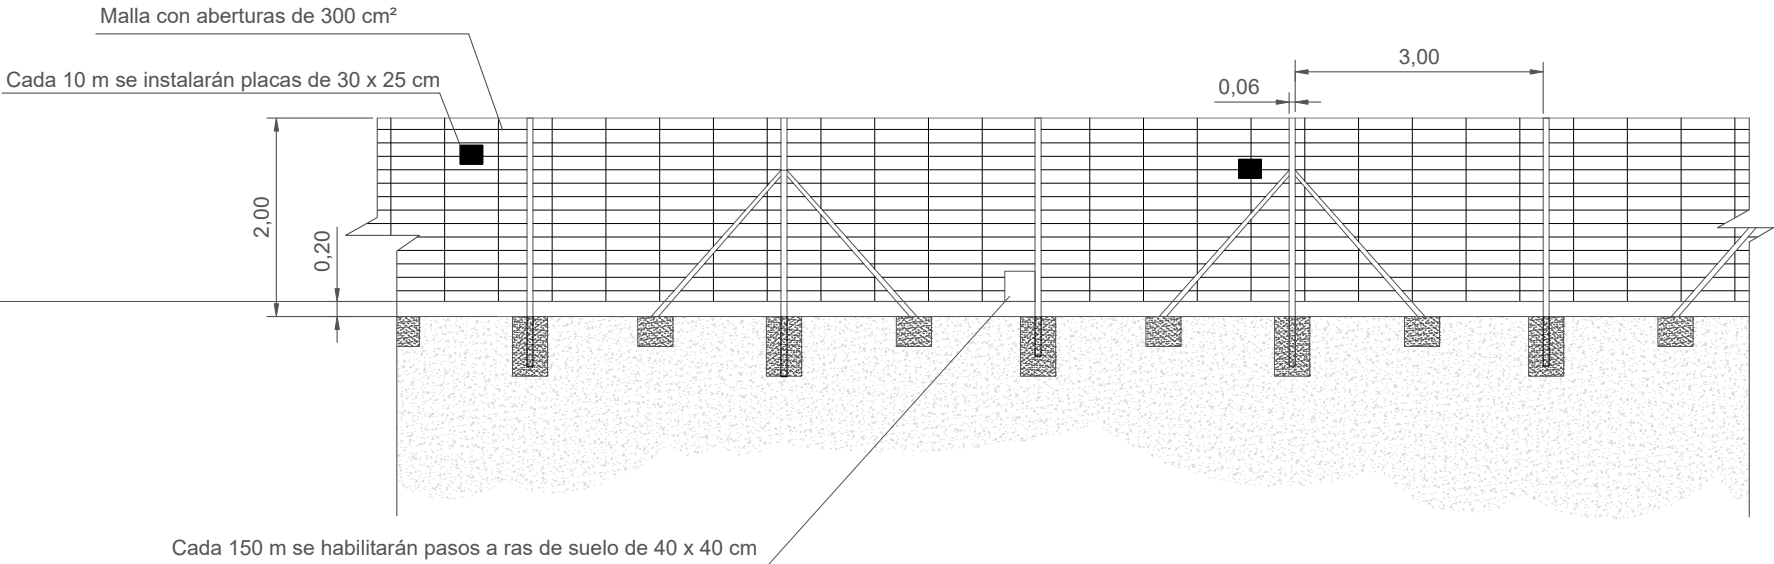 Malla con aberturas de 300 cm²
Cada 10 m se instalarán placas de 30 x 25 cm
3,00
0,06
2,00
0,20
Cada 150 m se habilitarán pasos a ras de suelo de 40 x 40 cm